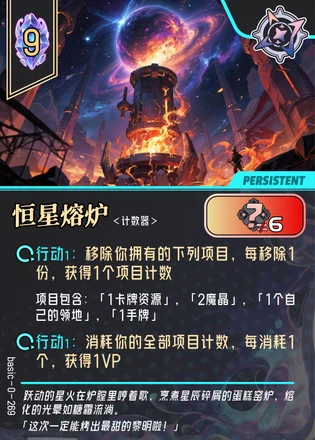 9
PERSISTENT
恒星熔炉 <计数器>
6
行动1：移除你拥有的下列项目，每移除1
份，获得1个项目计数
项目包含：「1卡牌资源」，「2魔晶」，「1个自
己的领地」，「1手牌」
行动1：消耗你的全部项目计数，每消耗1
个，获得1VP
跃动的星火在炉膛里哼着歌，烹煮星辰碎屑的蛋糕窑炉，熔
化的光晕如糖霜流淌。
「这次一定能烤出最甜的黎明啦！」
basic-0-269